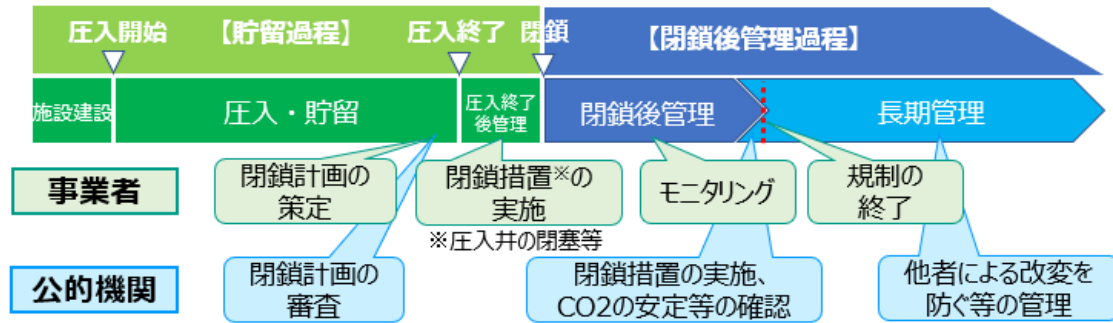 圧入開始 【貯留過程】 圧入終了 閉鎖 【閉鎖後管理過程】
施設建設 圧入・貯留 圧入終了 閉鎖後管理 長期管理
後管理
事業者
閉鎖計画の
策定
閉鎖措置※の
実施
※圧入井の閉塞等
モニタリング
規制の
終了
公的機関
閉鎖計画の
審査
閉鎖措置の実施、
CO2の安定等の確認
他者による改変を
防ぐ等の管理